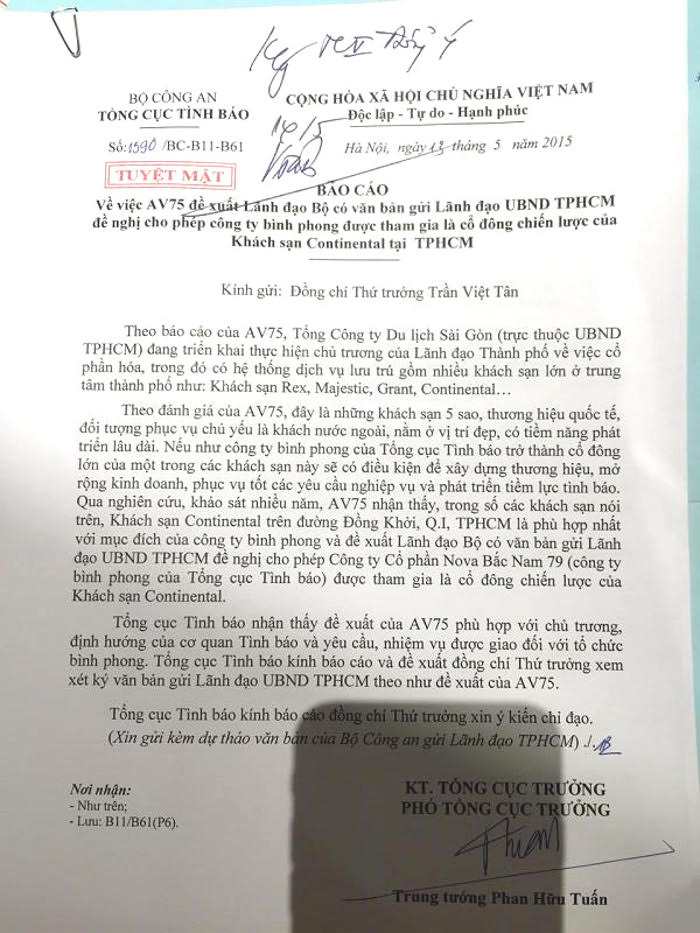 BỘ CÔNG AN
TỔNG CỤC TÌNH BÁO
CỘNG HÒA XÃ HỘI CHỦ NGHĨA VIỆT NAM
Độc lập - Tự do - Hạnh phúc
14/5
Số:1590/BC-B11-B61
Hà Nội, ngày 13 tháng 5 năm 2015
TUYỆT MẬT
BÁO CÁO
Về việc AV75 đề xuất Lãnh đạo Bộ có văn bản gửi Lãnh đạo UBND TPHCM
đề nghị cho phép công ty bình phong được tham gia là cổ đông chiến lược của
Khách sạn Continental tại TPHCM
Kính gửi: Đồng chí Thứ trưởng Trần Việt Tân
Theo báo cáo của AV75, Tổng Công ty Du lịch Sài Gòn (trực thuộc UBND
TPHCM) đang triển khai thực hiện chủ trương của Lãnh đạo Thành phố về việc cổ
phần hóa, trong đó có hệ thống dịch vụ lưu trú gồm nhiều khách sạn lớn ở trung
tâm thành phố như: Khách sạn Rex, Majestic, Grant, Continental…
Theo đánh giá của AV75, đây là những khách sạn 5 sao, thương hiệu quốc tế,
đối tượng phục vụ chủ yếu là khách nước ngoài, nằm ở vị trí đẹp, có tiềm năng phát
triển lâu dài. Nếu như công ty bình phong của Tổng cục Tình báo trở thành cổ đông
lớn của một trong các khách sạn này sẽ có điều kiện để xây dựng thương hiệu, mở
rộng kinh doanh, phục vụ tốt các yêu cầu nghiệp vụ và phát triển tiềm lực tình báo.
Qua nghiên cứu, khảo sát nhiều năm, AV75 nhận thấy, trong số các khách sạn nói
trên, Khách sạn Continental trên đường Đồng Khởi, Q.I, TPHCM là phù hợp nhất
với mục đích của công ty bình phong và đề xuất Lãnh đạo Bộ có văn bản gửi Lãnh
đạo UBND TPHCM đề nghị cho phép Công ty Cổ phần Nova Bắc Nam 79 (công ty
bình phong của Tổng cục Tình báo) được tham gia là cổ đông chiến lược của
Khách sạn Continental.
Tổng cục Tình báo nhận thấy đề xuất của AV75 phù hợp với chủ trương,
định hướng của cơ quan Tình báo và yêu cầu, nhiệm vụ được giao đối với tổ chức
bình phong. Tổng cục Tình báo kính báo cáo và đề xuất đồng chí Thứ trưởng xem
xét ký văn bản gửi Lãnh đạo UBND TPHCM theo như đề xuất của AV75.
Tổng cục Tình báo kính báo cáo đồng chí Thứ trưởng xin ý kiến chỉ đạo.
(Xin gửi kèm dự thảo văn bản của Bộ Công an gửi Lãnh đạo TPHCM)
Nơi nhận:
- Như trên;
- Lưu: B11/B61(P6).
KT. TỔNG CỤC TRƯỞNG
PHÓ TỔNG CỤC TRƯỞNG
Trung tướng Phan Hữu Tuấn